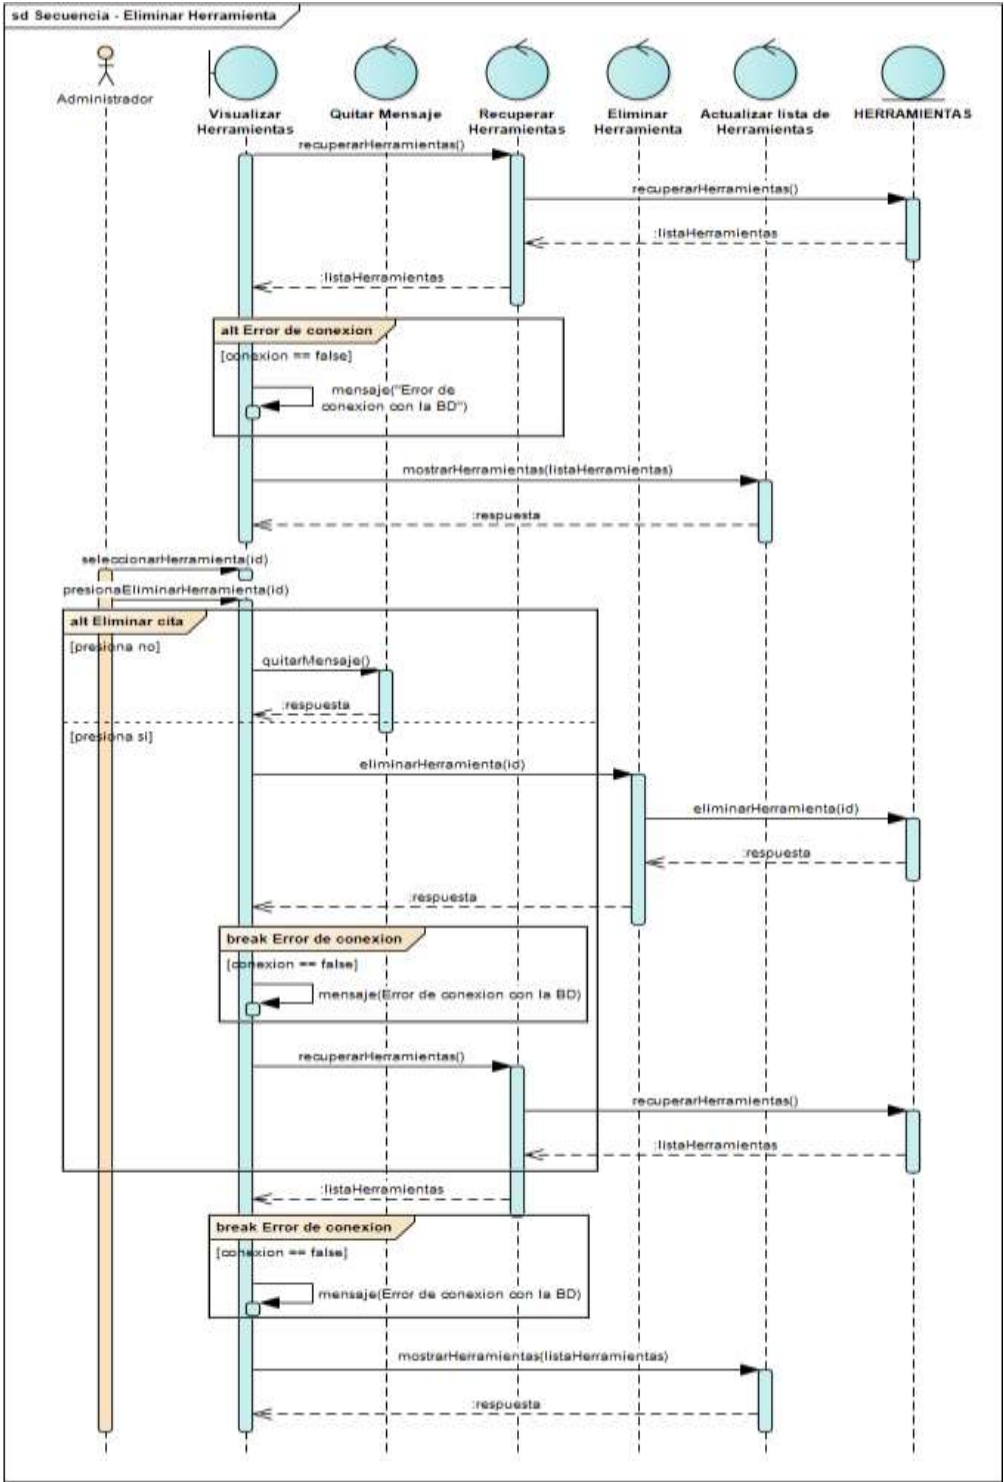 sd Secuencia - Eliminar Herramienta
Administrador
Visualizar
Herramientas
Quitar Mensaje
Recuperar
Herramientas
Eliminar
Herramienta
Actualizar lista de
Herramientas
HERRAMIENTAS
recuperarHerramientas()
recuperarHerramientas()
:listaHerramientas
:listaHerramientas
alt Error de conexion
[conexion == false]
mensaje("Error de
conexion con la BD")
mostrarHerramientas(listaHerramientas)
:respuesta
seleccionarHerramienta(id)
presionaEliminarHerramienta(id)
alt Eliminar cita
[presiona no]
quitarMensaje()
:respuesta
[presiona si]
eliminarHerramienta(id)
eliminarHerramienta(id)
:respuesta
:respuesta
break Error de conexion
[conexion == false]
mensaje(Error de conexion con la BD)
recuperarHerramientas()
recuperarHerramientas()
:listaHerramientas
:listaHerramientas
break Error de conexion
[conexion == false]
mensaje(Error de conexion con la BD)
mostrarHerramientas(listaHerramientas)
:respuesta